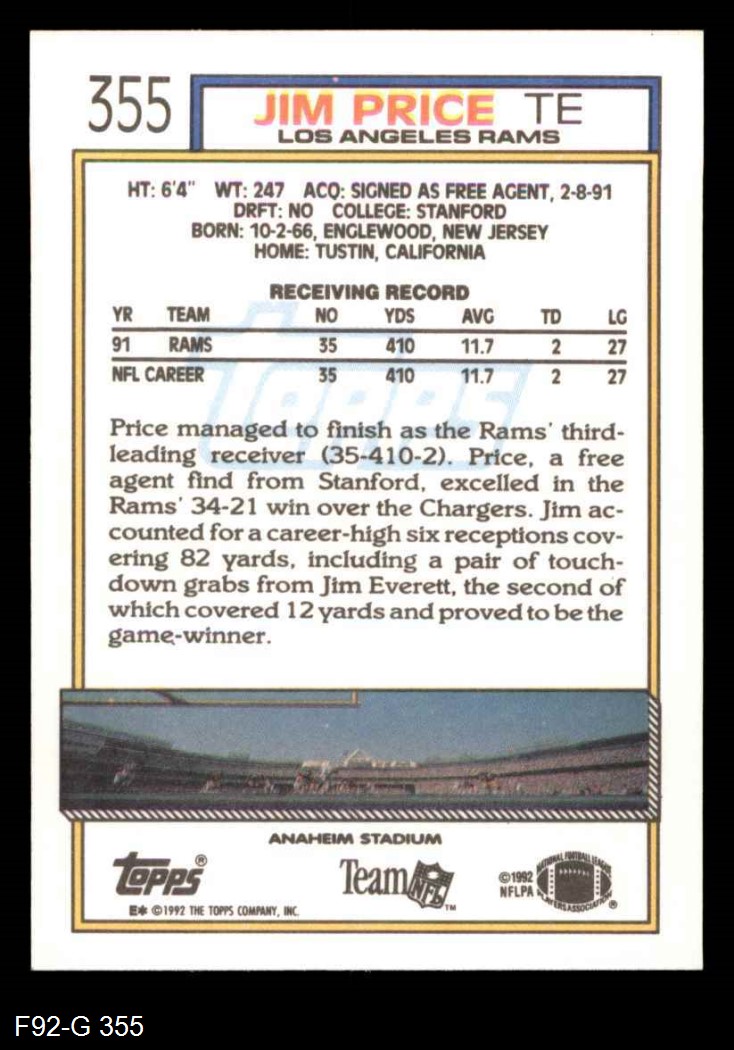 355
JIM PRICE TE
LOS ANGELES RAMS
HT: 6'4" WT: 247 ACQ: SIGNED AS FREE AGENT, 2-8-91
DRFT: NO COLLEGE: STANFORD
BORN: 10-2-66, ENGLEWOOD, NEW JERSEY
HOME: TUSTIN, CALIFORNIA
RECEIVING RECORD
YR TEAM NO YDS AVG TD LG
91 RAMS 35 410 11.7 2 27
NFL CAREER 35 410 11.7 2 27
topps
Price managed to finish as the Rams' third-
leading receiver (35-410-2). Price, a free
agent find from Stanford, excelled in the
Rams' 34-21 win over the Chargers. Jim ac-
counted for a career-high six receptions cov-
ering 82 yards, including a pair of touch-
down grabs from Jim Everett, the second of
which covered 12 yards and proved to be the
game-winner.
ANAHEIM STADIUM
topps®
Team NFL™
©1992
NFLPA
NATIONAL FOOTBALL LEAGUE
PLAYERS ASSOCIATION ®
E* ©1992 THE TOPPS COMPANY, INC.
F92-G 355